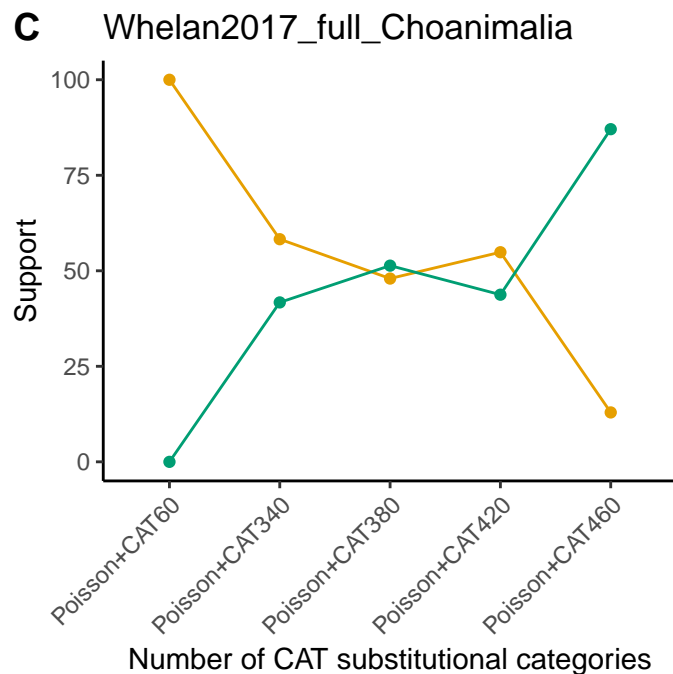 C Whelan2017_full_Choanimalia
100
75
50
25
0
Support
Poisson+CAT60
Poisson+CAT340
Poisson+CAT380
Poisson+CAT420
Poisson+CAT460
Number of CAT substitutional categories